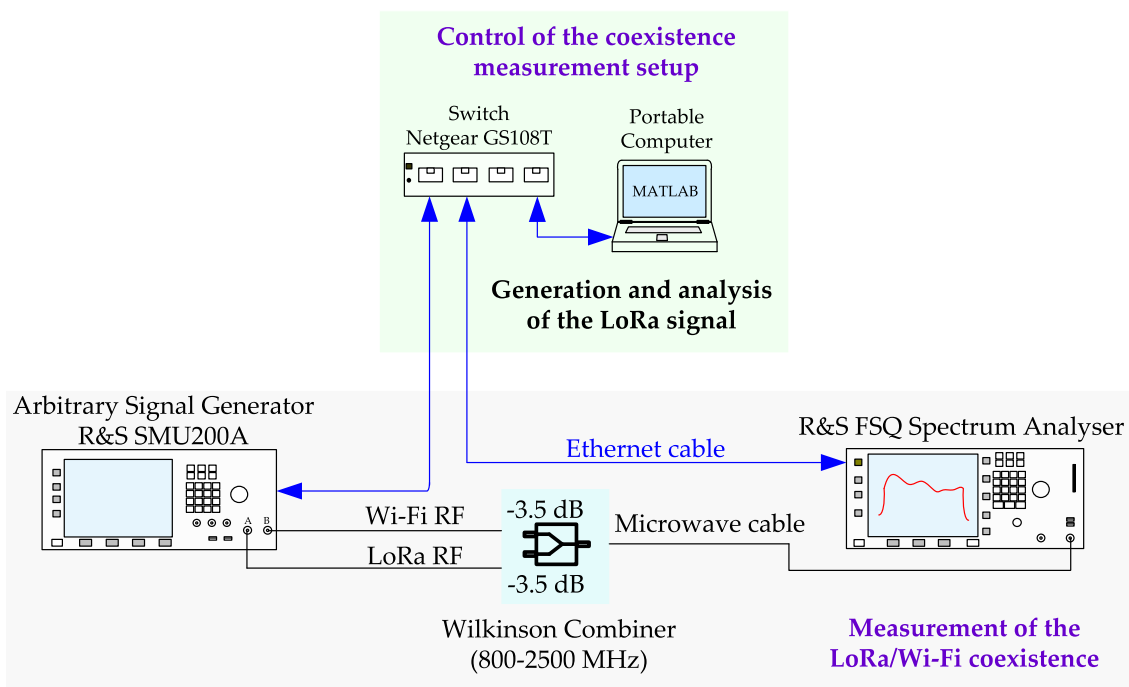 Control of the coexistence
measurement setup
Switch
Netgear GS108T
Portable
Computer
MATLAB
Generation and analysis
of the LoRa signal
Arbitrary Signal Generator
R&S SMU200A
R&S FSQ Spectrum Analyser
Ethernet cable
A B
Wi-Fi RF
LoRa RF
-3.5 dB
-3.5 dB
Microwave cable
Wilkinson Combiner
(800-2500 MHz)
Measurement of the
LoRa/Wi-Fi coexistence